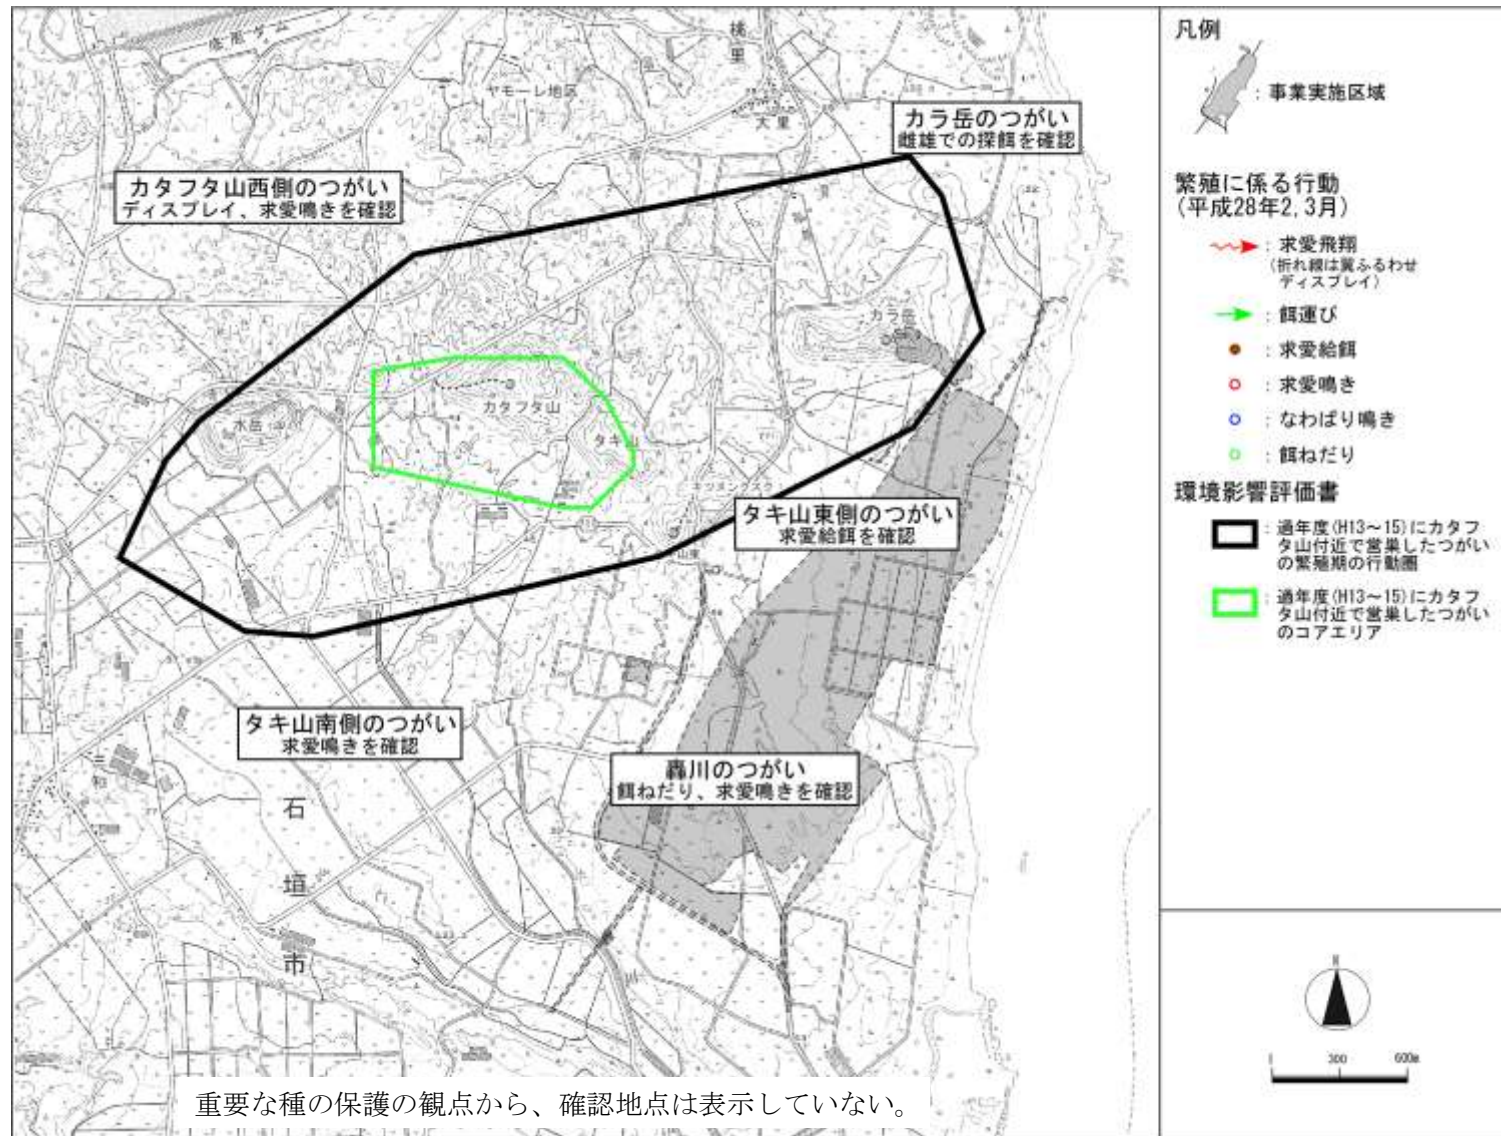 桃里
ヤモーレ地区
大里
カラ岳のつがい
雌雄での探餌を確認
カタフタ山西側のつがい
ディスプレイ、求愛鳴きを確認
カラ岳
カタフタ山
水岳
タキ山
タキ山東側のつがい
求愛給餌を確認
タキ山南側のつがい
求愛鳴きを確認
轟川のつがい
餌ねだり、求愛鳴きを確認
三和
石垣市
重要な種の保護の観点から、確認地点は表示していない。
凡例
：事業実施区域
繁殖に係る行動
(平成28年2,3月)
：求愛飛翔
(折れ線は翼ふるわせ
ディスプレイ)
：餌運び
：求愛給餌
：求愛鳴き
：なわばり鳴き
：餌ねだり
環境影響評価書
：過年度(H13～15)にカタフ
タ山付近で営巣したつがい
の繁殖期の行動圏
：過年度(H13～15)にカタフ
タ山付近で営巣したつがい
のコアエリア
N
300
600m